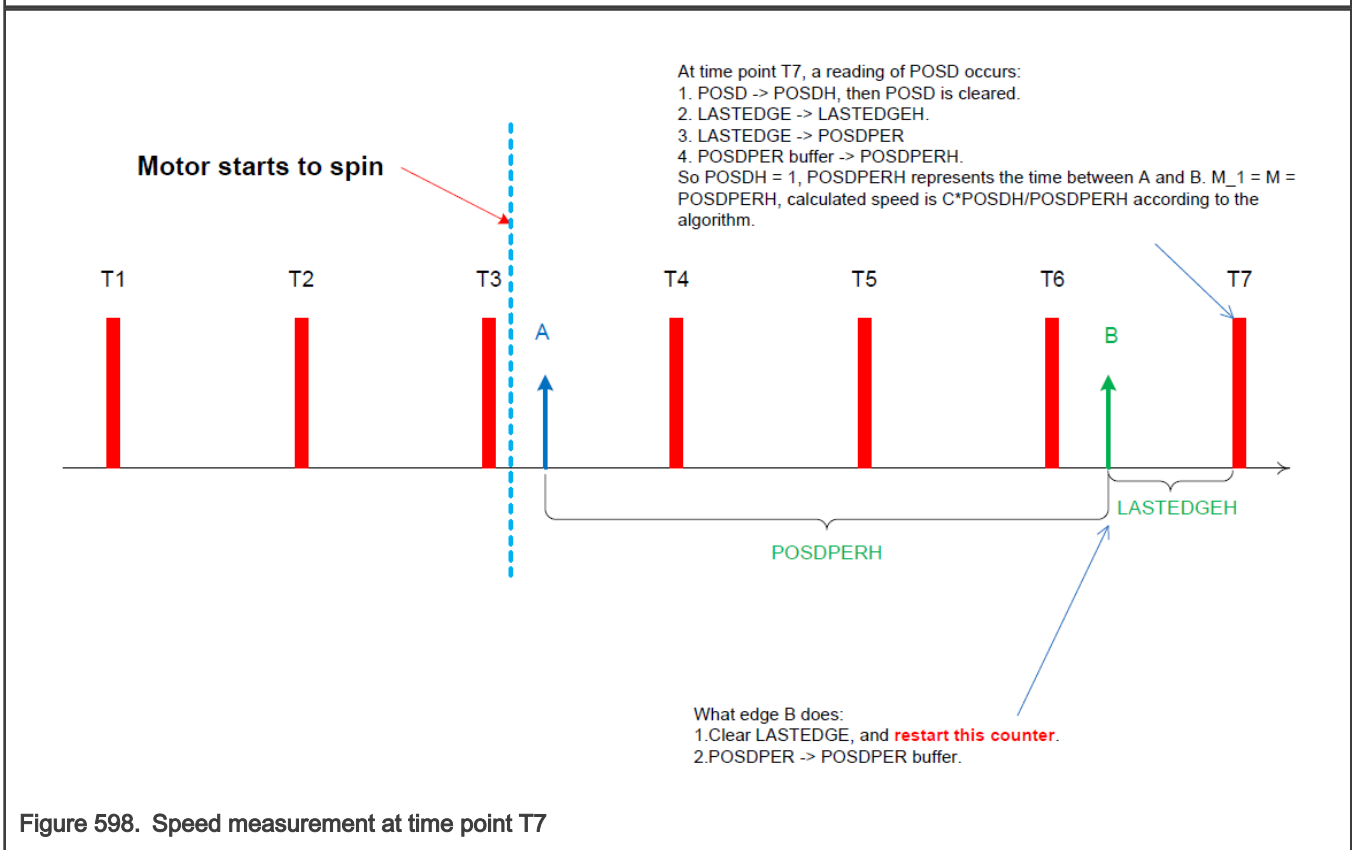 At time point T7, a reading of POSD occurs:
1. POSD -> POSDH, then POSD is cleared.
2. LASTEDGE -> LASTEDGEH.
3. LASTEDGE -> POSDPER
4. POSDPER buffer -> POSDPERH.
So POSDH = 1, POSDPERH represents the time between A and B. M_1 = M =
POSDPERH, calculated speed is C*POSDH/POSDPERH according to the
algorithm.
Motor starts to spin
T1 T2 T3 T4 T5 T6 T7
A B
LASTEDGEH
POSDPERH
What edge B does:
1.Clear LASTEDGE, and restart this counter.
2.POSDPER -> POSDPER buffer.
Figure 598. Speed measurement at time point T7